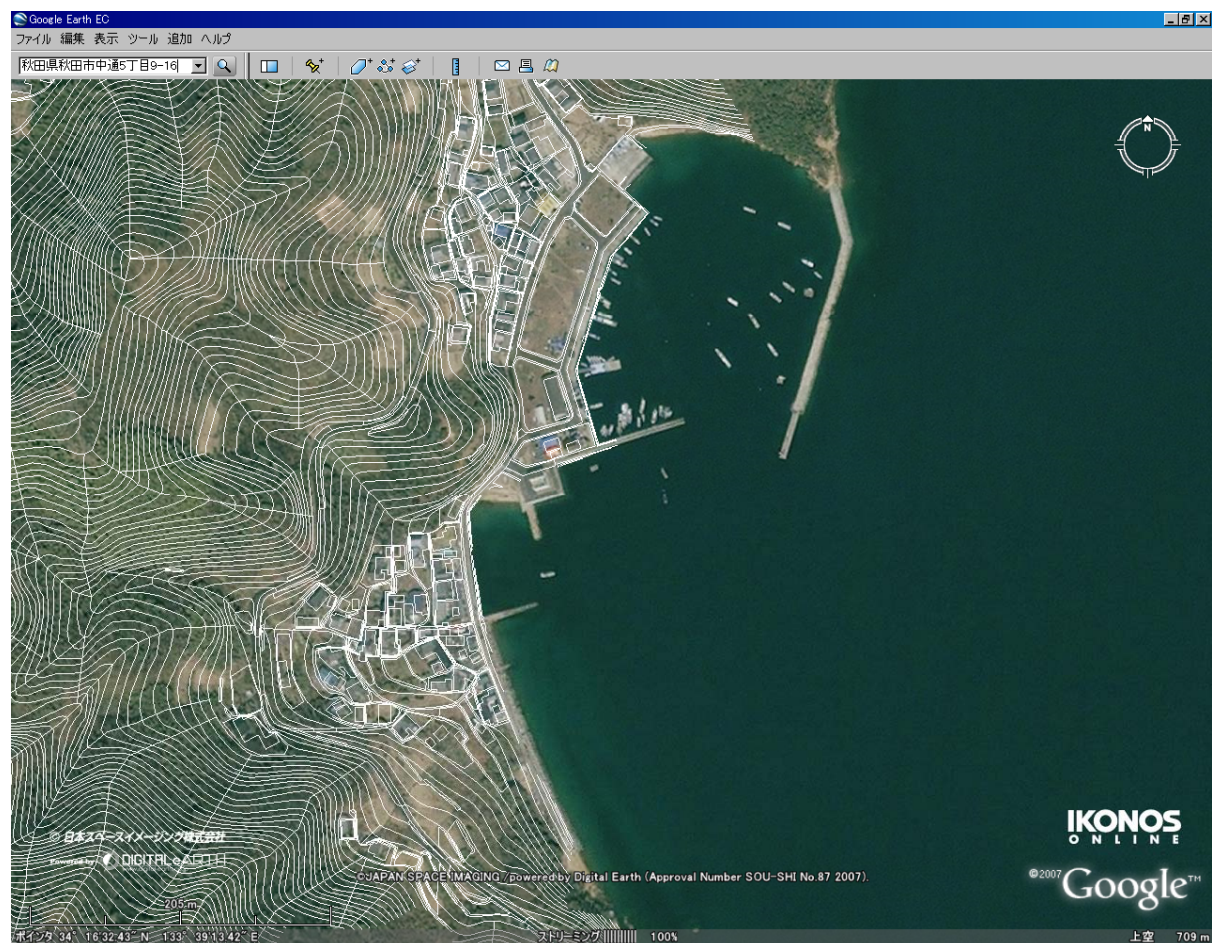 Google Earth EC
ファイル 編集 表示 ツール 追加 ヘルプ
秋田県秋田市中通5丁目9-16
N
IKONOS
ONLINE
© 日本スペースイメージング株式会社
Powered by DIGITAL eARTH
©JAPAN SPACE IMAGING /powered by Digital Earth (Approval Number SOU-SHI No.87 2007).
©2007 Google™
205 m
ポインタ 34° 16'32.43" N 133° 39'13.42" E
ストリーミング |||||||||| 100%
上空 709 m